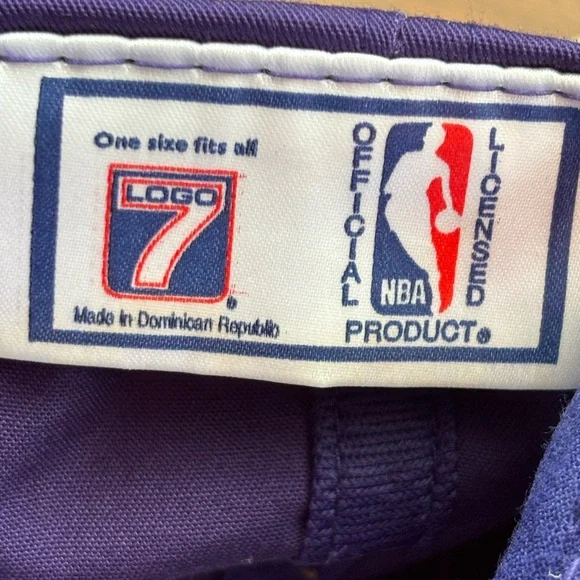 One size fits all
LOGO
7
®
Made in Dominican Republic
OFFICIAL
LICENSED
NBA
PRODUCT®